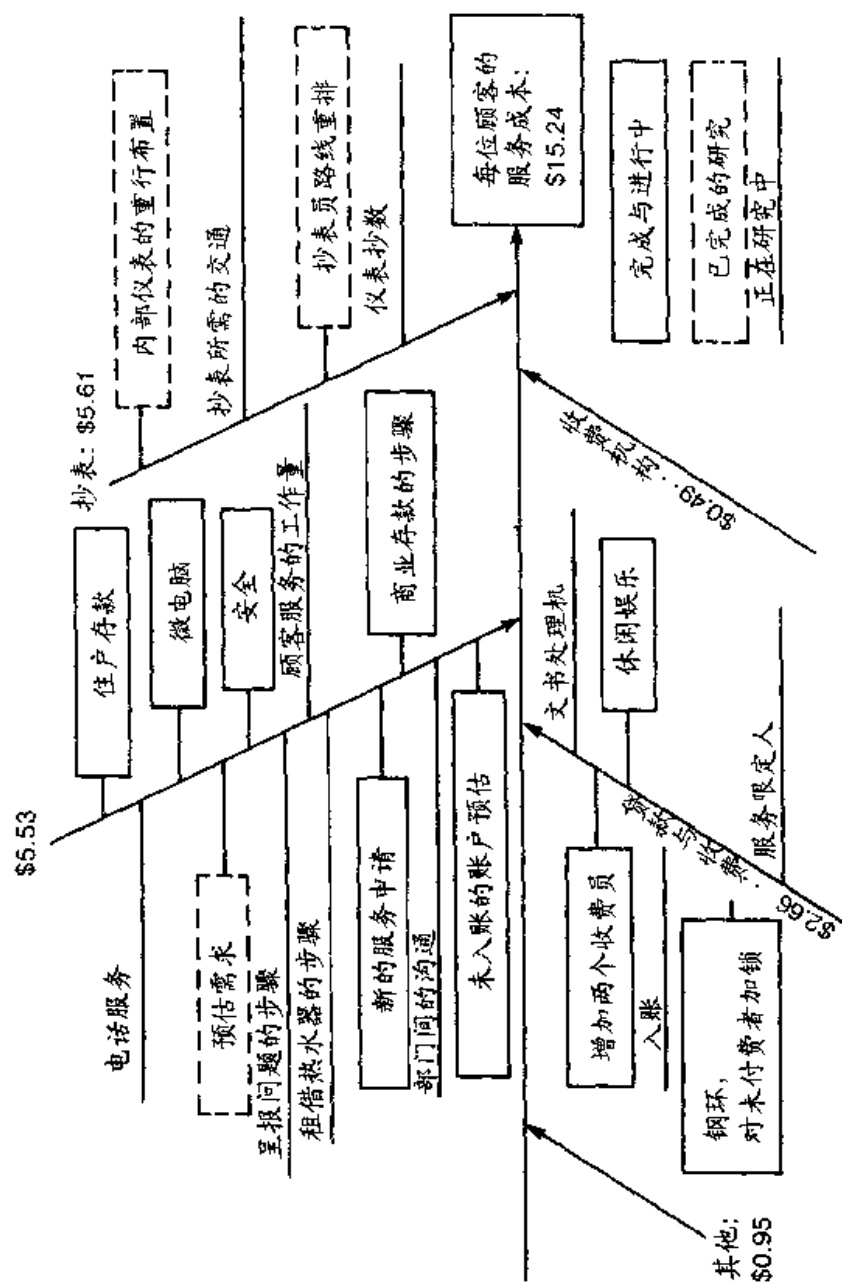 $5.53
电话服务
住户存款
微电脑
预估需求
安全
呈报问题的步骤
顾客服务的工作量
租借热水器的步骤
新的服务申请
商业存款的步骤
部门间的沟通
未入账的账户预估
抄表: $5.61
内部仪表的重行布置
抄表所需的交通
抄表员路线重排
仪表抄数
每位顾客的
服务成本:
$15.24
其他:
$0.95
文书处理机
增加两个收费员
休闲娱乐
入账
贷款与收费:
$2.66
钢环,
对未付费者加锁
服务限定人
收费机构:
$0.49
完成与进行中
已完成的研究
正在研究中